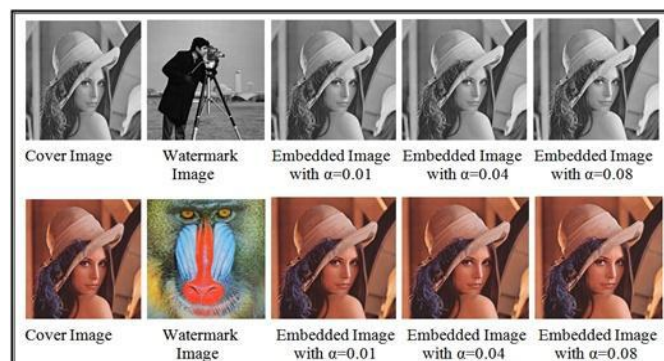 Cover Image
Watermark
Image
Embedded Image
with α=0.01
Embedded Image
with α=0.04
Embedded Image
with α=0.08
Cover Image
Watermark
Image
Embedded Image
with α=0.01
Embedded Image
with α=0.04
Embedded Image
with α=0.08